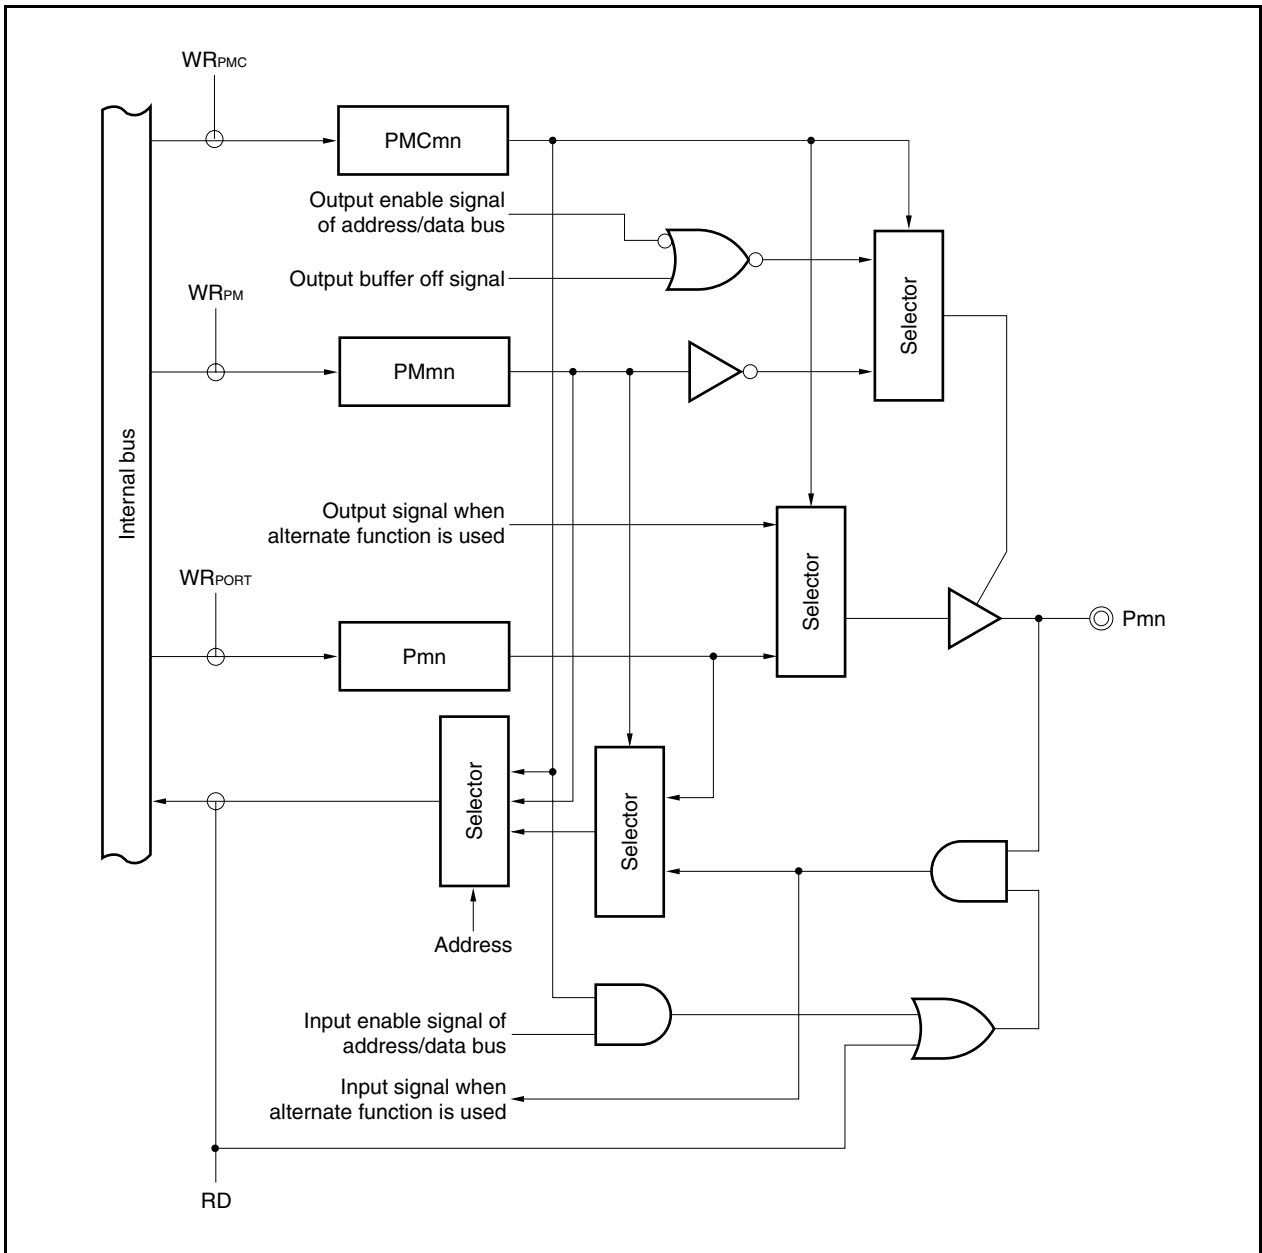 WRPMC
PMCmn
Output enable signal
of address/data bus
Output buffer off signal
Selector
WRPM
PMmn
Internal bus
Output signal when
alternate function is used
Selector
WRPORT
Pmn
Pmn
Selector
Selector
Address
Input enable signal of
address/data bus
Input signal when
alternate function is used
RD